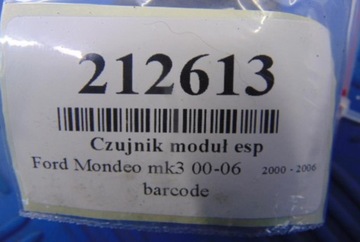 212613
Czujnik moduł esp
Ford Mondeo mk3 00-06 2000 - 2006
barcode